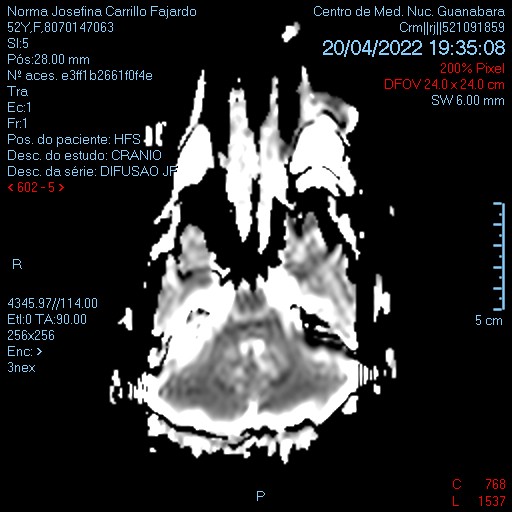 Norma Josefina Carrillo Fajardo
52Y,F,8070147063
Sl:5
Pós:28.00 mm
Nº aces. e3ff1b2661f0f4e
Tra
Ec:1
Fr:1
Pos. do paciente: HFS
Desc. do estudo: CRANIO
Desc. da série: DIFUSAO JF
< 602 - 5 >
Centro de Med. Nuc. Guanabara
Crm||rj||521091859
20/04/2022 19:35:08
200% Pixel
DFOV 24.0 x 24.0 cm
SW 6.00 mm
R
5 cm
4345.97//114.00
Etl:0 TA:90.00
256x256
Enc: >
3nex
P
C 768
L 1537